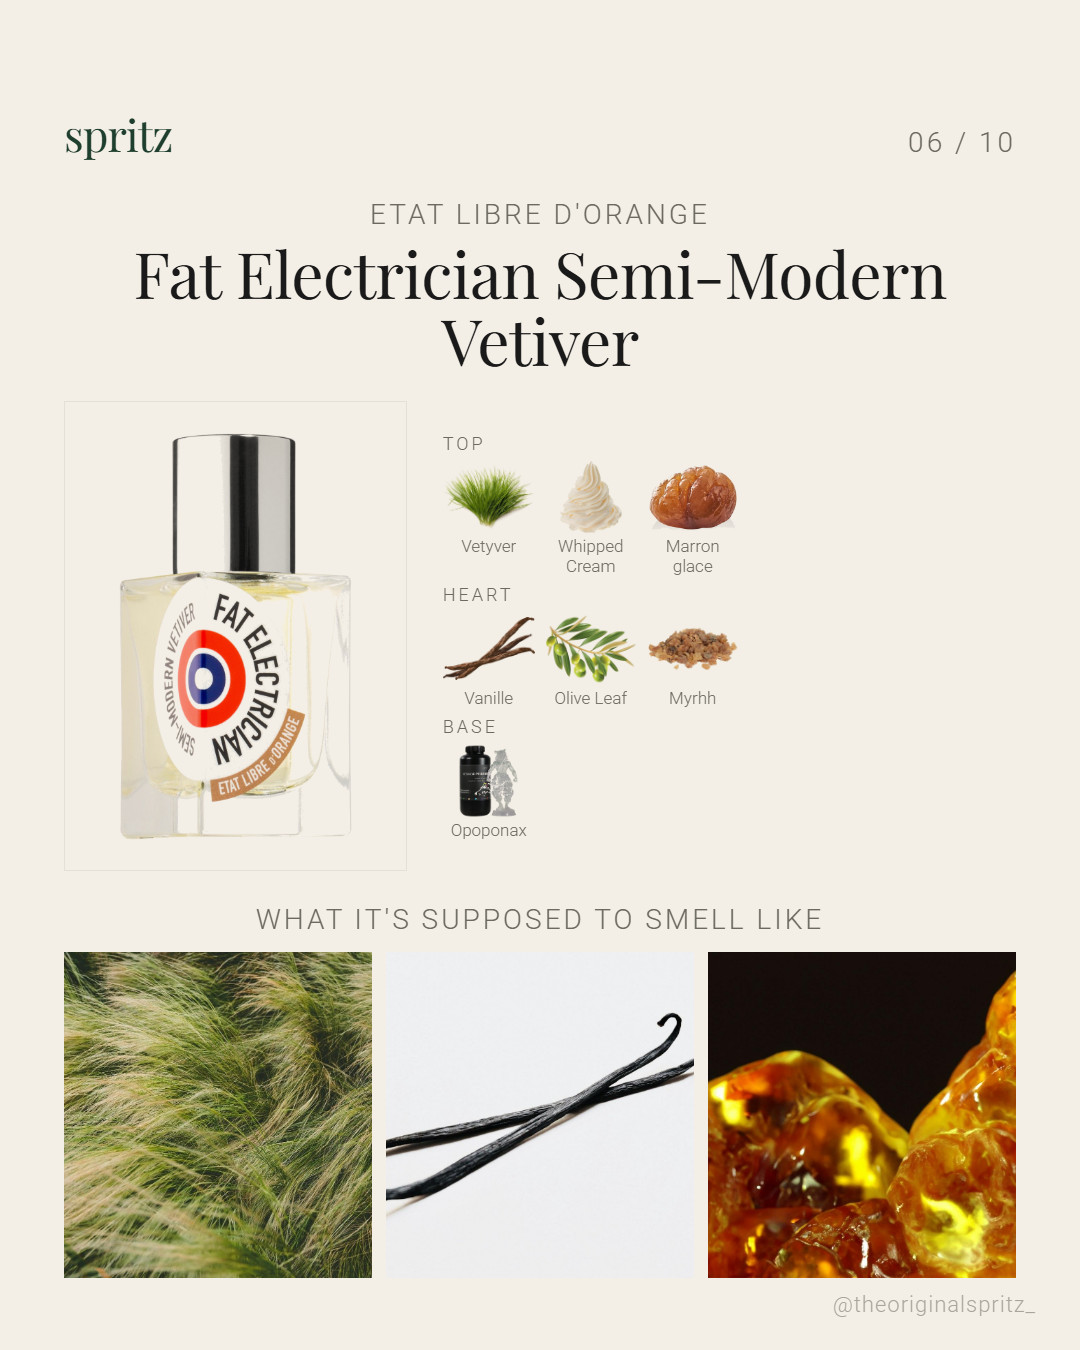 spritz
06 / 10
ETAT LIBRE D'ORANGE
Fat Electrician Semi-Modern
Vetiver
TOP
Vetyver
Whipped
Cream
Marron
glace
HEART
Vanille
Olive Leaf
Myrhh
BASE
Opoponax
FAT ELECTRICIAN
SEMI-MODERN VETIVER
ETAT LIBRE D'ORANGE
WHAT IT'S SUPPOSED TO SMELL LIKE
@theoriginalspritz_